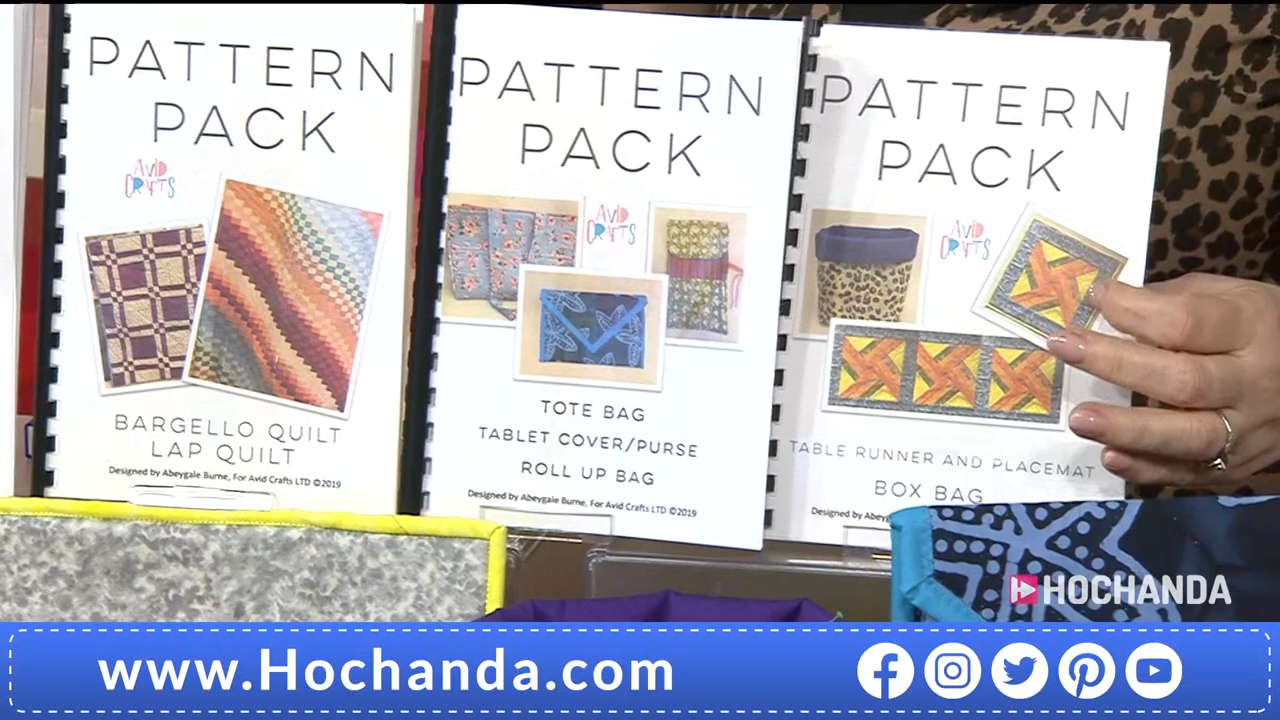 PATTERN
PACK
AVID
CRAFTS
BARGELLO QUILT
LAP QUILT
Designed by Abeygale Burne, For Avid Crafts LTD ©2019
PATTERN
PACK
AVID
CRAFTS
TOTE BAG
TABLET COVER/PURSE
ROLL UP BAG
Designed by Abeygale Burne, For Avid Crafts LTD ©2019
PATTERN
PACK
AVID
CRAFTS
TABLE RUNNER AND PLACEMAT
BOX BAG
Designed by
HOCHANDA
www.Hochanda.com